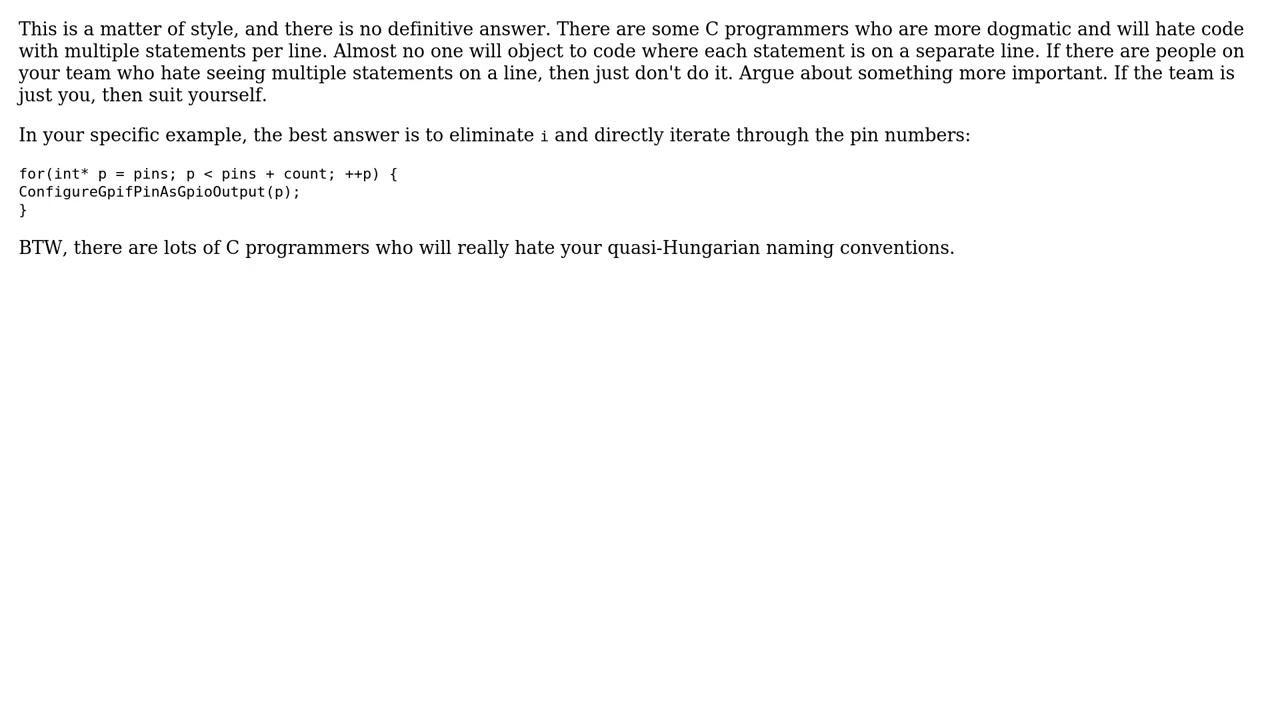 This is a matter of style, and there is no definitive answer. There are some C programmers who are more dogmatic and will hate code
with multiple statements per line. Almost no one will object to code where each statement is on a separate line. If there are people on
your team who hate seeing multiple statements on a line, then just don't do it. Argue about something more important. If the team is
just you, then suit yourself.
In your specific example, the best answer is to eliminate i and directly iterate through the pin numbers:
for(int* p = pins; p < pins + count; ++p) {
ConfigureGpifPinAsGpioOutput(p);
}
BTW, there are lots of C programmers who will really hate your quasi-Hungarian naming conventions.